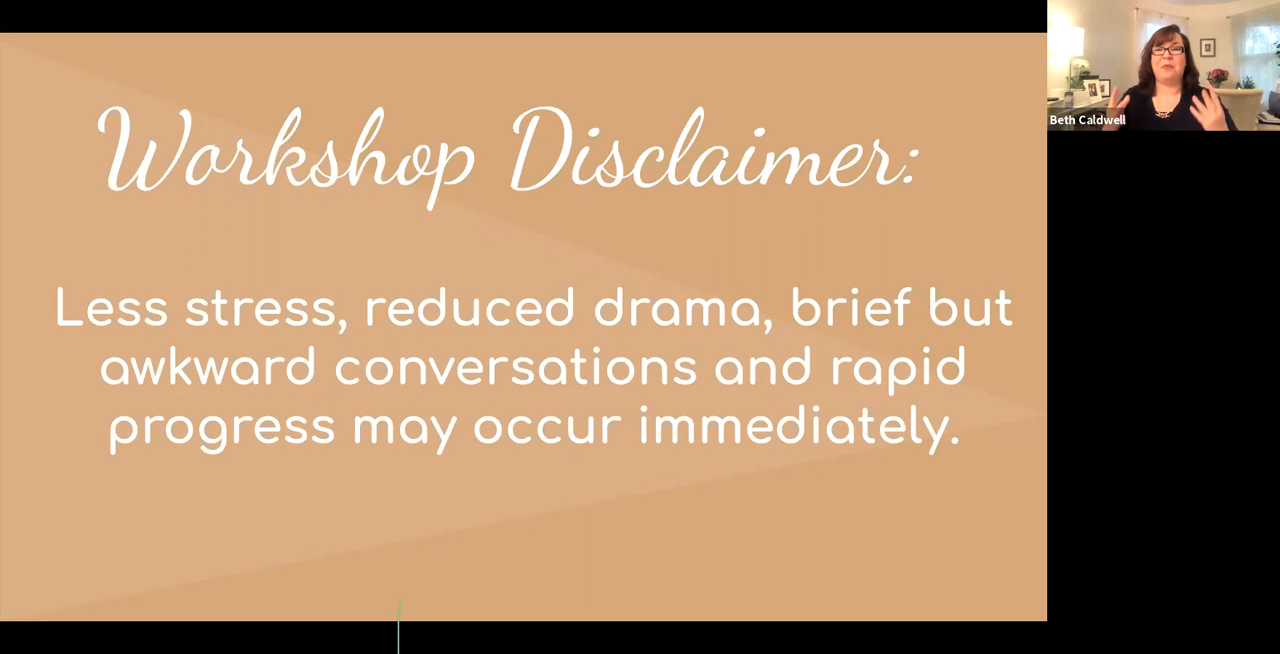 Workshop Disclaimer:
Less stress, reduced drama, brief but
awkward conversations and rapid
progress may occur immediately.
Beth Caldwell